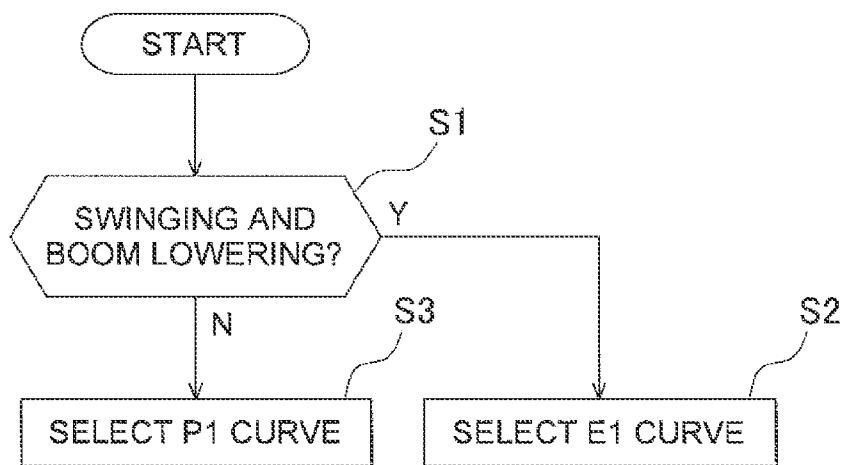 START
S1
SWINGING AND
BOOM LOWERING?
Y
N
S3
S2
SELECT P1 CURVE
SELECT E1 CURVE